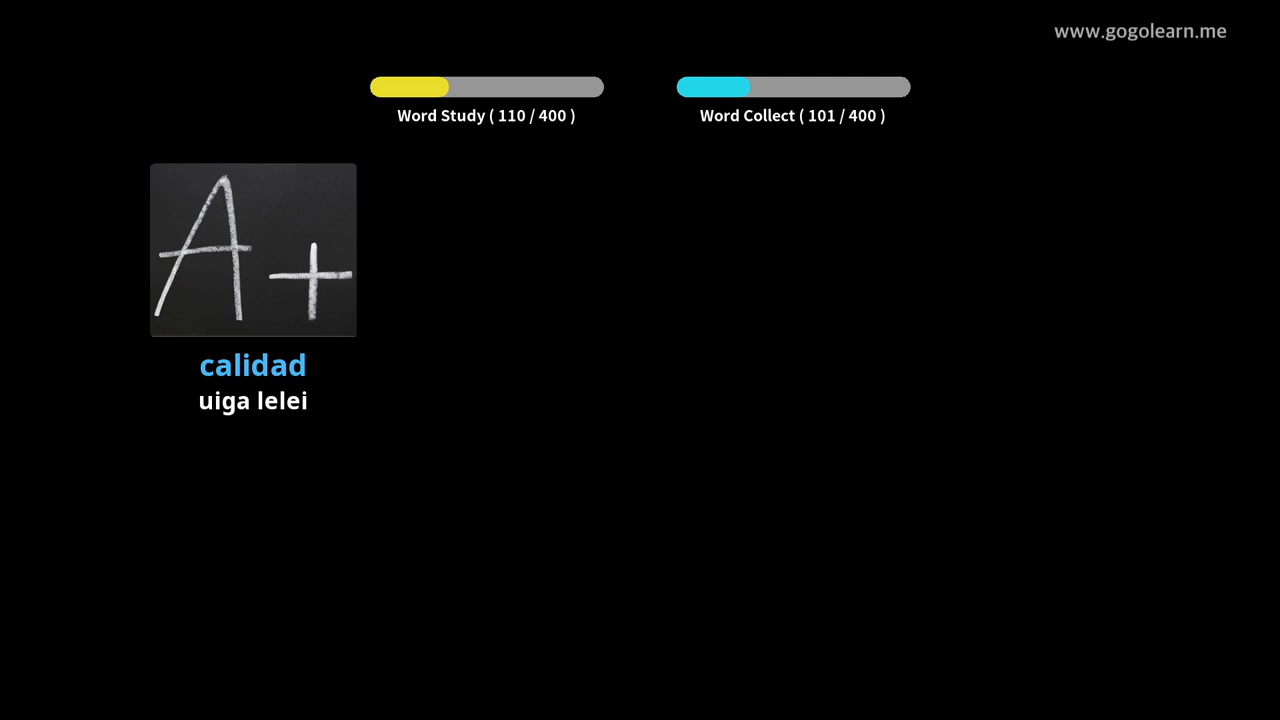 www.gogolearn.me
Word Study ( 110 / 400 )
Word Collect ( 101 / 400 )
A+
calidad
uiga lelei